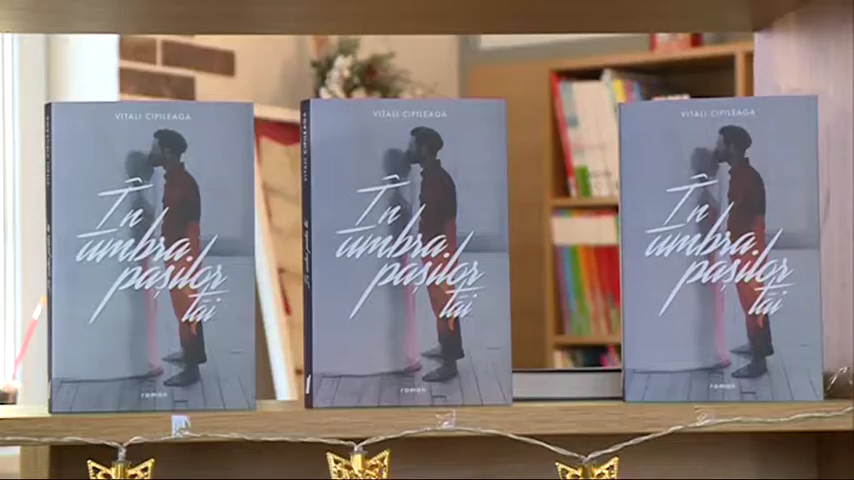 VITALI CIPILEAGA
În
umbra
pașilor
tăi
roman
VITALI CIPILEAGA
În
umbra
pașilor
tăi
roman
VITALI CIPILEAGA
În
umbra
pașilor
tăi
roman